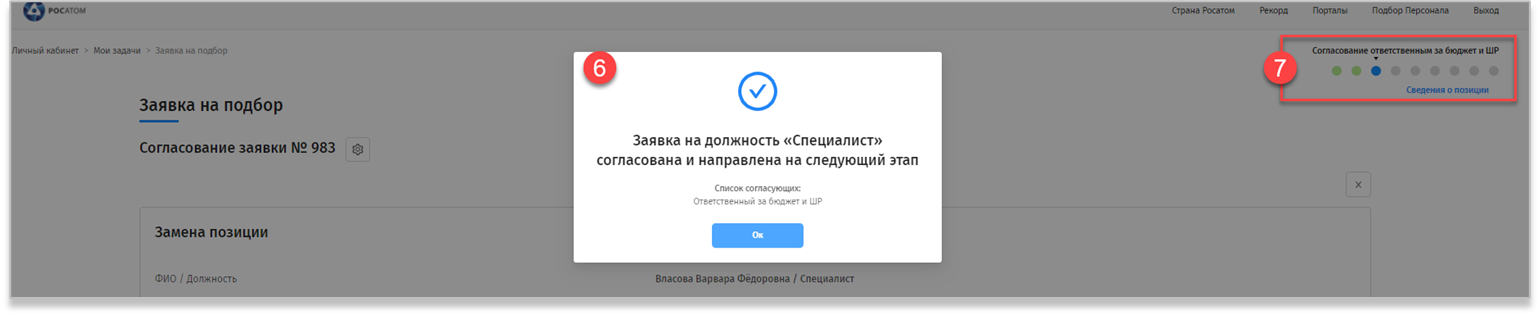 РОСАТОМ
Страна Росатом Рекорд Порталы Подбор Персонала Выход
Личный кабинет > Мои задачи > Заявка на подбор
Согласование ответственным за бюджет и ШР
7
Сведения о позиции
6
Заявка на подбор
Согласование заявки № 983
Заявка на должность «Специалист»
согласована и направлена на следующий этап
Список согласующих:
Ответственный за бюджет и ШР
Ок
X
Замена позиции
ФИО / Должность
Власова Варвара Фёдоровна / Специалист